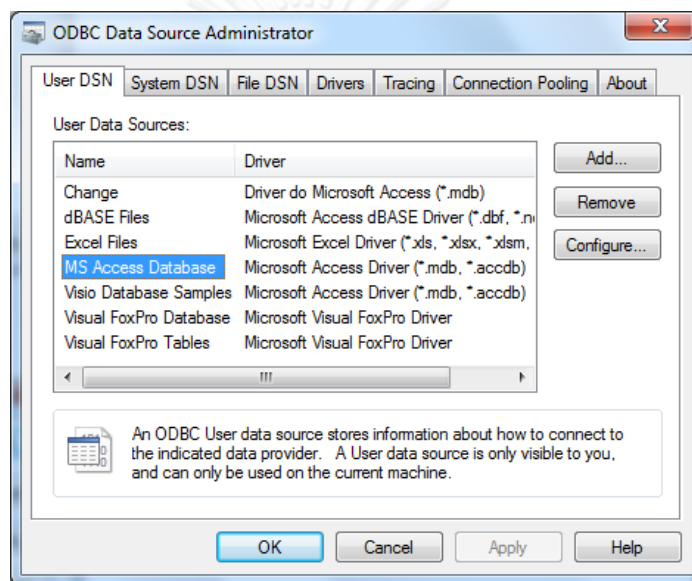 ODBC Data Source Administrator
User DSN System DSN File DSN Drivers Tracing Connection Pooling About
User Data Sources:
Name Driver
Add...
Change Driver do Microsoft Access (*.mdb)
Remove
dBASE Files Microsoft Access dBASE Driver (*.dbf, *.n
Excel Files Microsoft Excel Driver (*.xls, *.xlsx, *.xlsm,
Configure...
MS Access Database Microsoft Access Driver (*.mdb, *.accdb)
Visio Database Samples Microsoft Access Driver (*.mdb, *.accdb)
Visual FoxPro Database Microsoft Visual FoxPro Driver
Visual FoxPro Tables Microsoft Visual FoxPro Driver
An ODBC User data source stores information about how to connect to
the indicated data provider. A User data source is only visible to you,
and can only be used on the current machine.
OK Cancel Apply Help